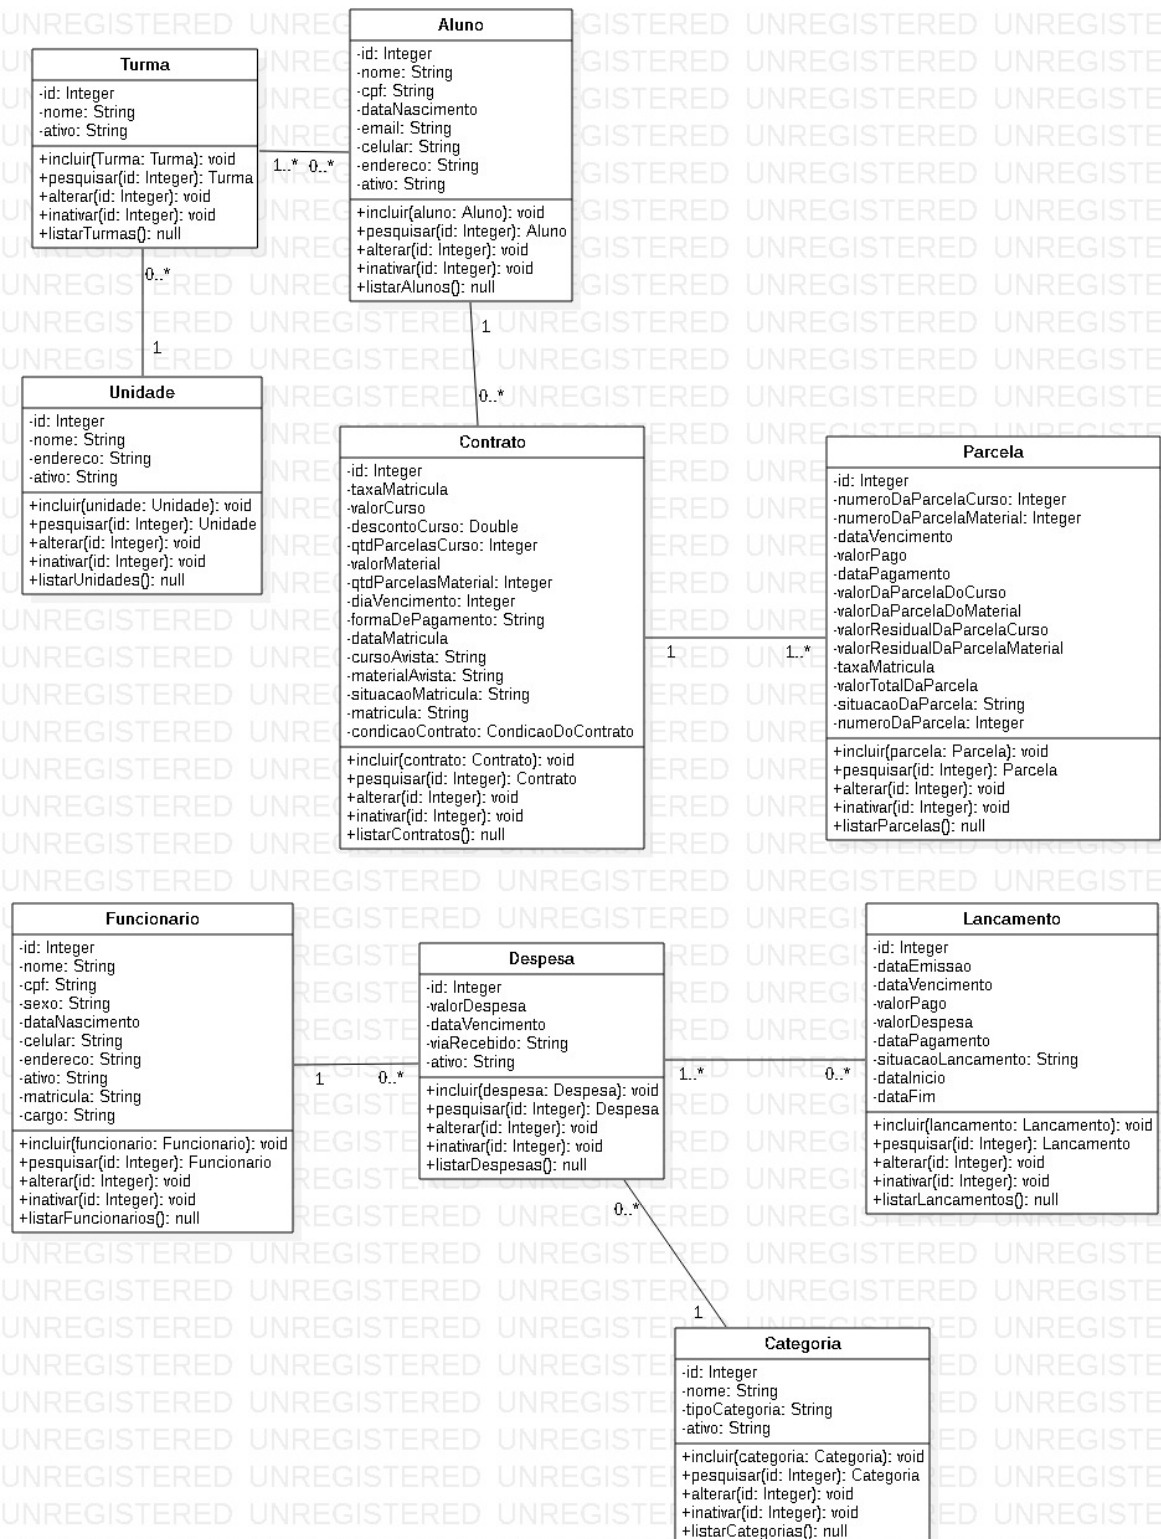 Turma
-id: Integer
-nome: String
-ativo: String
+incluir(Turma: Turma): void
+pesquisar(id: Integer): Turma
+alterar(id: Integer): void
+inativar(id: Integer): void
+listarTurmas(): null
1..* 0..*
Aluno
-id: Integer
-nome: String
-cpf: String
-dataNascimento
-email: String
-celular: String
-endereco: String
-ativo: String
+incluir(aluno: Aluno): void
+pesquisar(id: Integer): Aluno
+alterar(id: Integer): void
+inativar(id: Integer): void
+listarAlunos(): null
0..*
1
1
0..*
Unidade
-id: Integer
-nome: String
-endereco: String
-ativo: String
+incluir(unidade: Unidade): void
+pesquisar(id: Integer): Unidade
+alterar(id: Integer): void
+inativar(id: Integer): void
+listarUnidades(): null
Contrato
-id: Integer
-taxaMatricula
-valorCurso
-descontoCurso: Double
-qtdParcelasCurso: Integer
-valorMaterial
-qtdParcelasMaterial: Integer
-diaVencimento: Integer
-formaDePagamento: String
-dataMatricula
-cursoAvista: String
-materialAvista: String
-situacaoMatricula: String
-matricula: String
-condicaoContrato: CondicaoDoContrato
+incluir(contrato: Contrato): void
+pesquisar(id: Integer): Contrato
+alterar(id: Integer): void
+inativar(id: Integer): void
+listarContratos(): null
1 1..*
Parcela
-id: Integer
-numeroDaParcelaCurso: Integer
-numeroDaParcelaMaterial: Integer
-dataVencimento
-valorPago
-dataPagamento
-valorDaParcelaDoCurso
-valorDaParcelaDoMaterial
-valorResidualDaParcelaCurso
-valorResidualDaParcelaMaterial
-taxaMatricula
-valorTotalDaParcela
-situacaoDaParcela: String
-numeroDaParcela: Integer
+incluir(parcela: Parcela): void
+pesquisar(id: Integer): Parcela
+alterar(id: Integer): void
+inativar(id: Integer): void
+listarParcelas(): null
Funcionario
-id: Integer
-nome: String
-cpf: String
-sexo: String
-dataNascimento
-celular: String
-endereco: String
-ativo: String
-matricula: String
-cargo: String
+incluir(funcionario: Funcionario): void
+pesquisar(id: Integer): Funcionario
+alterar(id: Integer): void
+inativar(id: Integer): void
+listarFuncionarios(): null
1 0..*
Despesa
-id: Integer
-valorDespesa
-dataVencimento
-viaRecebido: String
-ativo: String
+incluir(despesa: Despesa): void
+pesquisar(id: Integer): Despesa
+alterar(id: Integer): void
+inativar(id: Integer): void
+listarDespesas(): null
1..* 0..*
Lancamento
-id: Integer
-dataEmissao
-dataVencimento
-valorPago
-valorDespesa
-dataPagamento
-situacaoLancamento: String
-dataInicio
-dataFim
+incluir(lancamento: Lancamento): void
+pesquisar(id: Integer): Lancamento
+alterar(id: Integer): void
+inativar(id: Integer): void
+listarLancamentos(): null
0..*
1
Categoria
-id: Integer
-nome: String
-tipoCategoria: String
-ativo: String
+incluir(categoria: Categoria): void
+pesquisar(id: Integer): Categoria
+alterar(id: Integer): void
+inativar(id: Integer): void
+listarCategorias(): null
UNREGISTERED